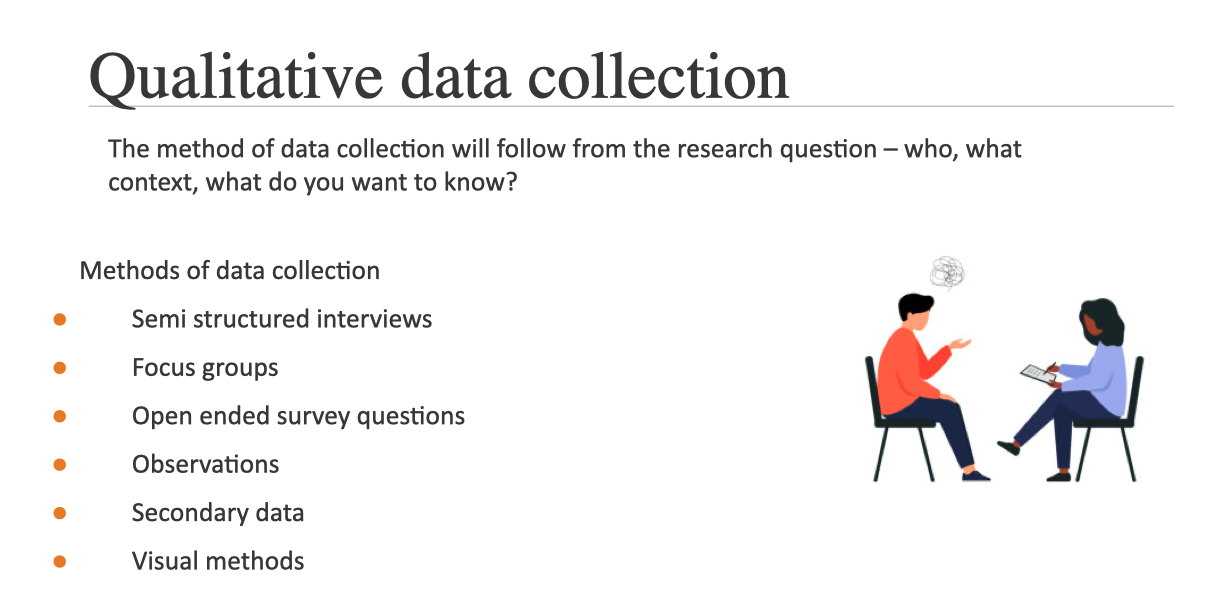 Qualitative data collection
The method of data collection will follow from the research question – who, what
context, what do you want to know?
Methods of data collection
Semi structured interviews
Focus groups
Open ended survey questions
Observations
Secondary data
Visual methods